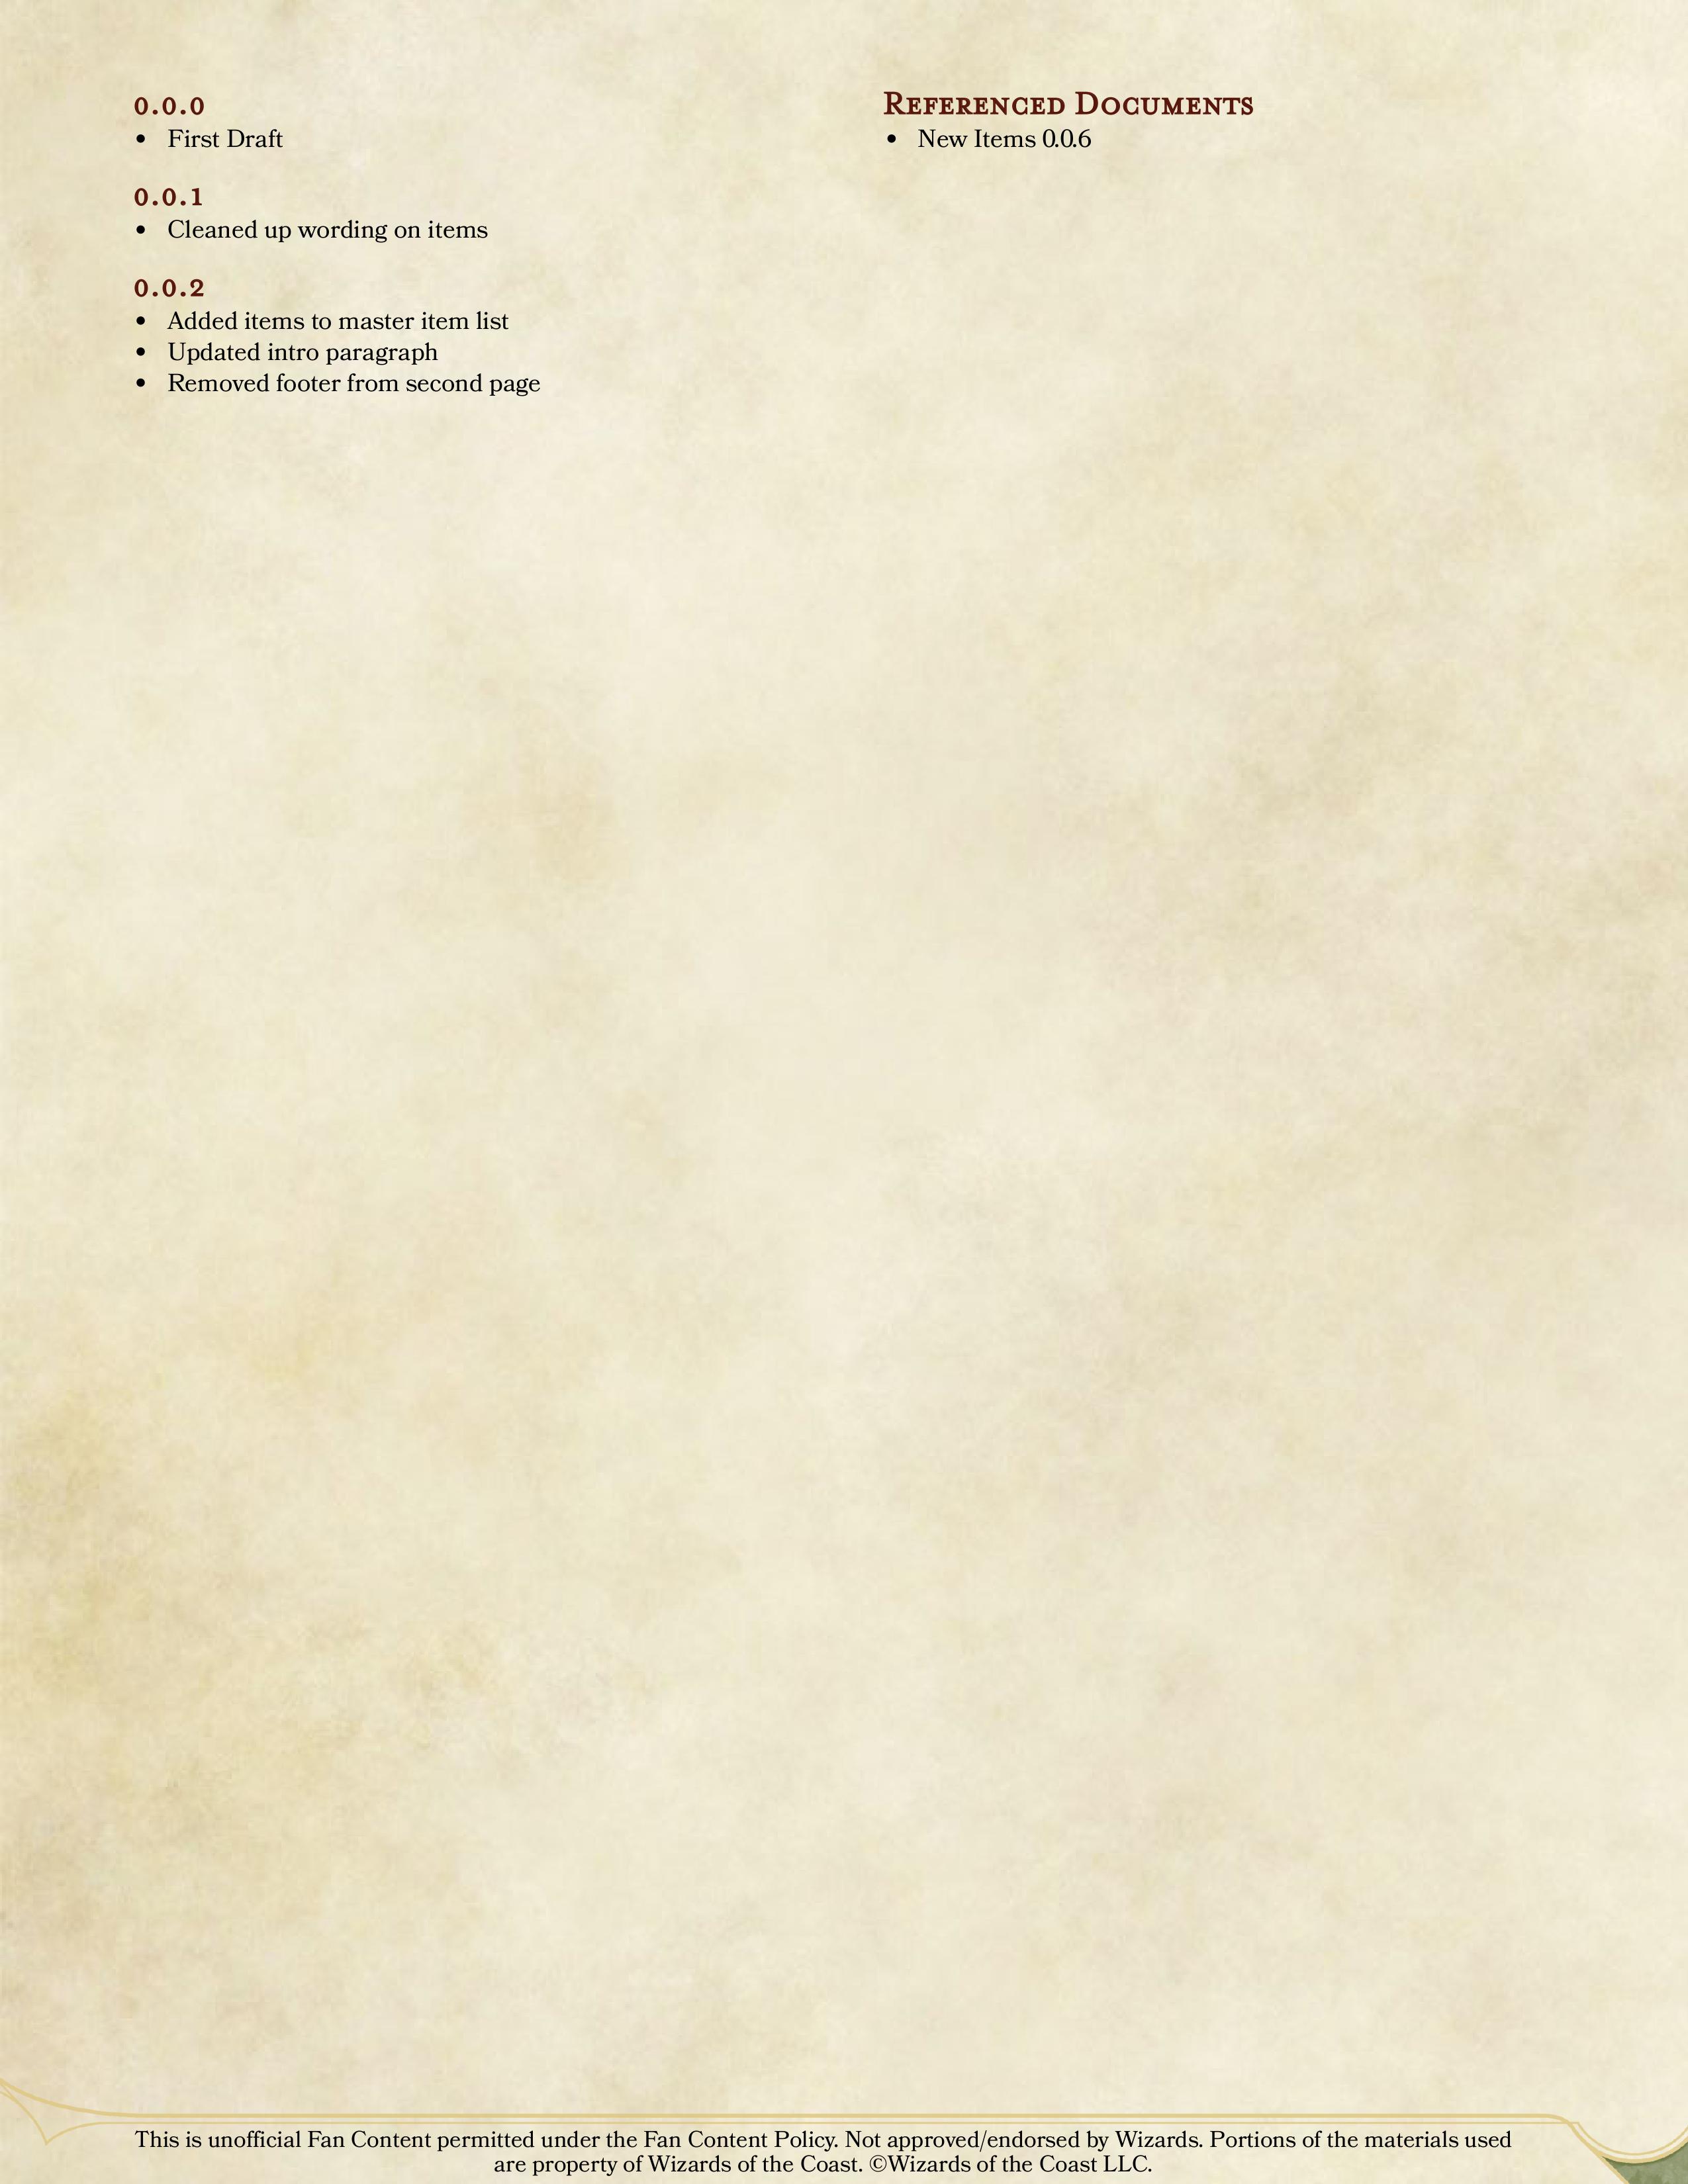 0.0.0
• First Draft
0.0.1
• Cleaned up wording on items
0.0.2
• Added items to master item list
• Updated intro paragraph
• Removed footer from second page
Referenced Documents
• New Items 0.0.6
This is unofficial Fan Content permitted under the Fan Content Policy. Not approved/endorsed by Wizards. Portions of the materials used
are property of Wizards of the Coast. ©Wizards of the Coast LLC.